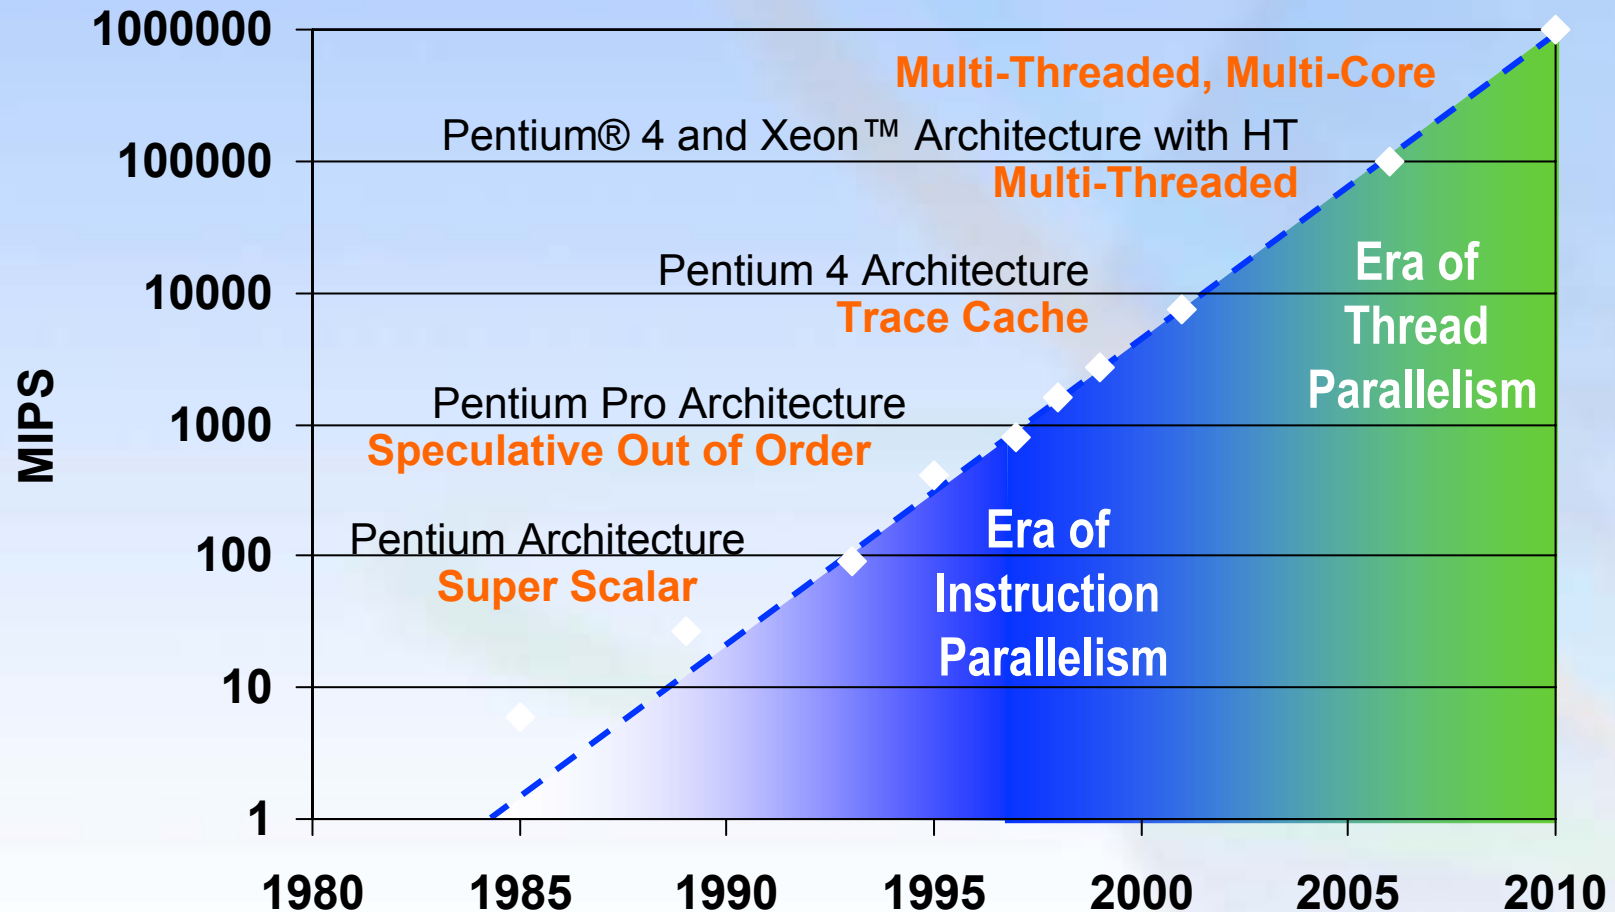 1000000
Multi-Threaded, Multi-Core
Pentium® 4 and Xeon™ Architecture with HT
100000
Multi-Threaded
Era of
Thread
Parallelism
Pentium 4 Architecture
10000
Trace Cache
MIPS
Pentium Pro Architecture
1000
Speculative Out of Order
Era of
Instruction
Parallelism
Pentium Architecture
100
Super Scalar
10
1
1980 1985 1990 1995 2000 2005 2010